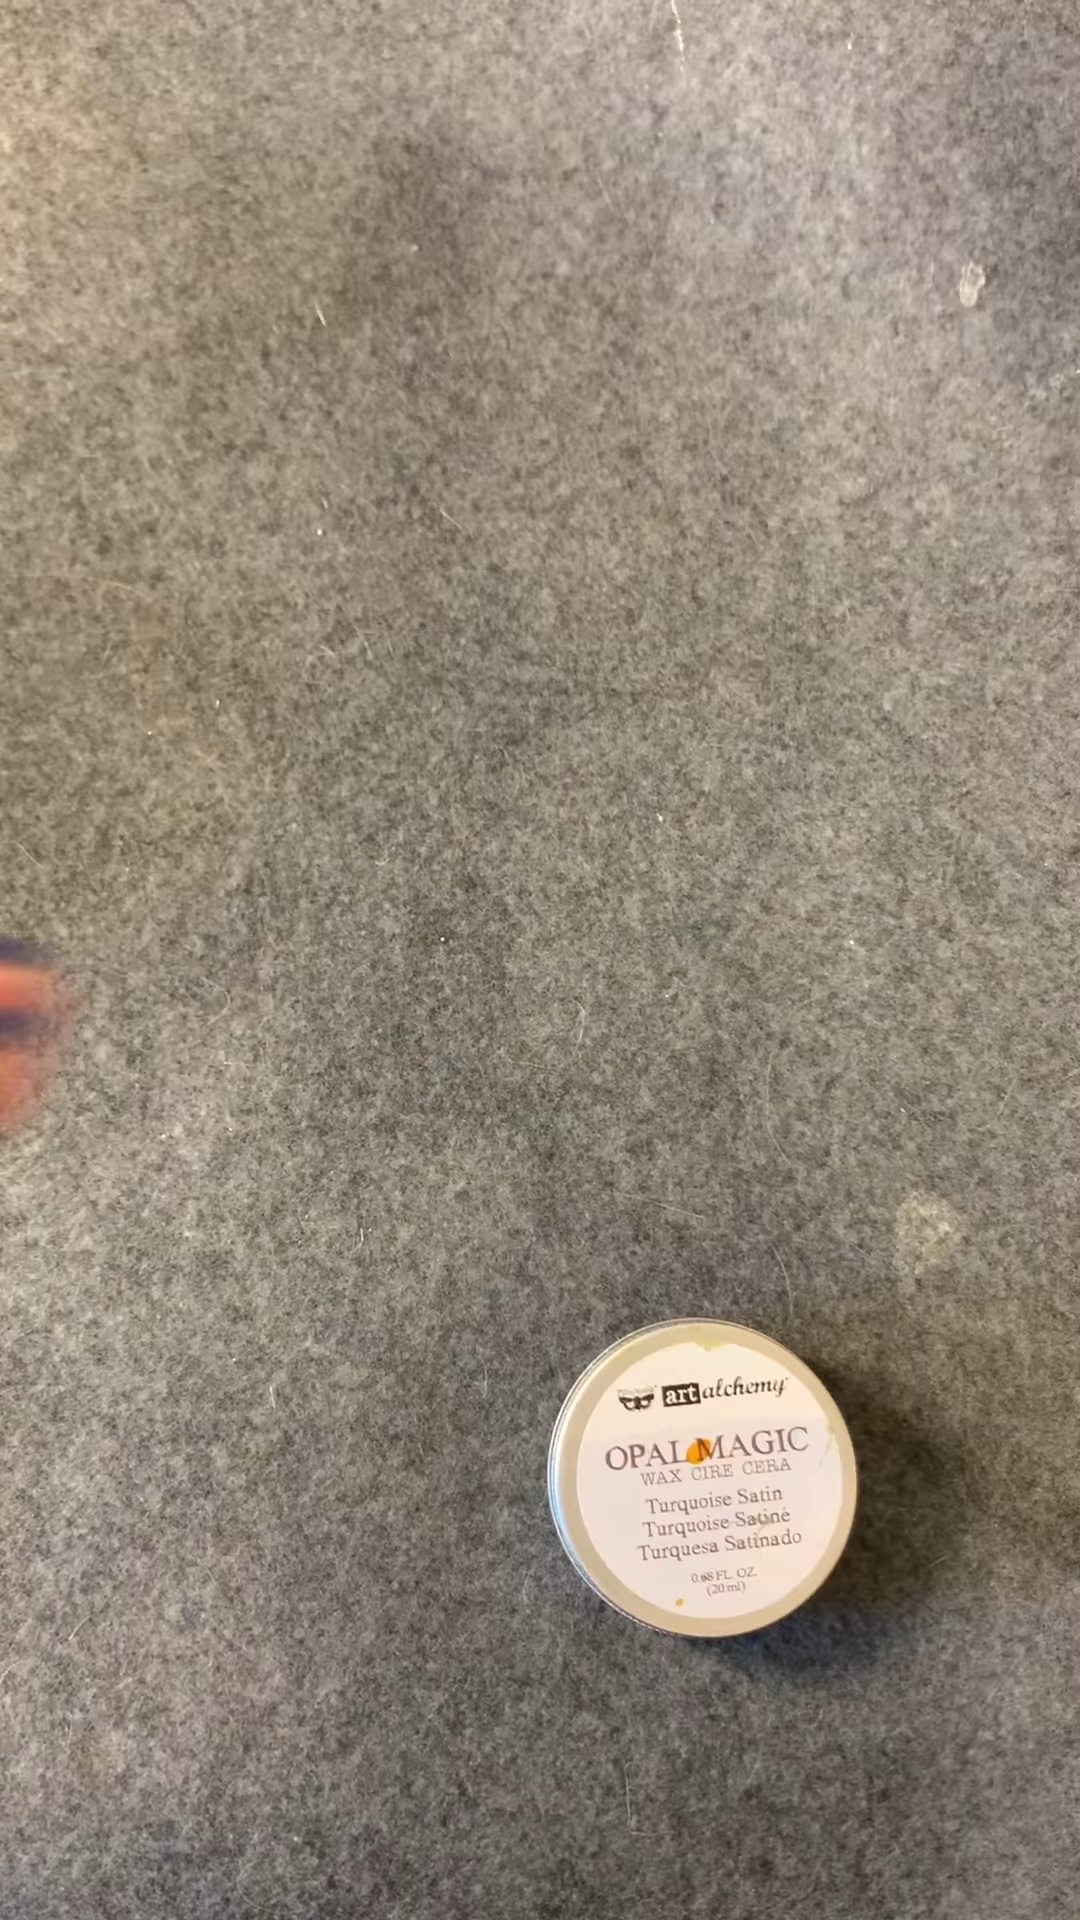 art alchemy
OPAL MAGIC
WAX CIRE CERA
Turquoise Satin
Turquoise Satiné
Turquesa Satinado
0.68 FL. OZ.
(20 ml)